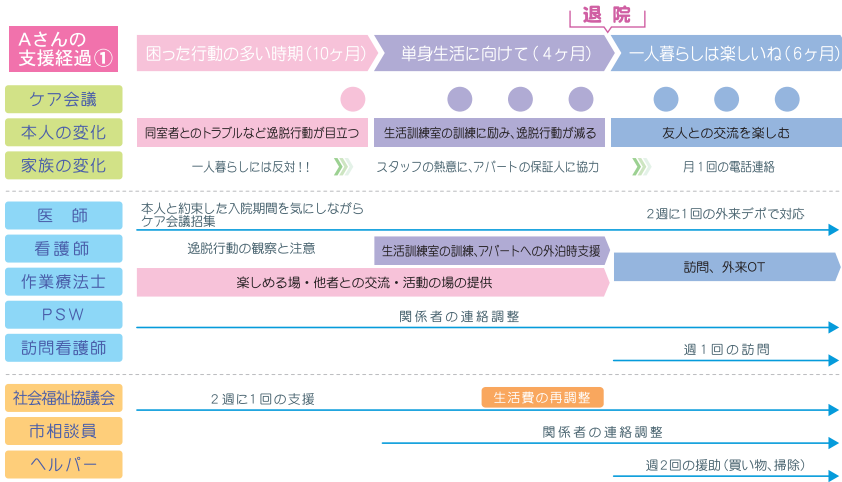 退 院
Aさんの
支援経過①
困った行動の多い時期(10ヶ月)
単身生活に向けて(4ヶ月)
一人暮らしは楽しいね(6ヶ月)
ケア会議
本人の変化
同室者とのトラブルなど逸脱行動が目立つ
生活訓練室の訓練に励み、逸脱行動が減る
友人との交流を楽しむ
家族の変化
一人暮らしには反対!!
スタッフの熱意に、アパートの保証人に協力
月1回の電話連絡
医 師
本人と約束した入院期間を気にしながら
ケア会議招集
2週に1回の外来デポで対応
看護師
逸脱行動の観察と注意
生活訓練室の訓練、アパートへの外泊時支援
訪問、外来OT
作業療法士
楽しめる場・他者との交流・活動の場の提供
PSW
関係者の連絡調整
訪問看護師
週1回の訪問
社会福祉協議会
2週に1回の支援
生活費の再調整
市相談員
関係者の連絡調整
ヘルパー
週2回の援助(買い物、掃除)